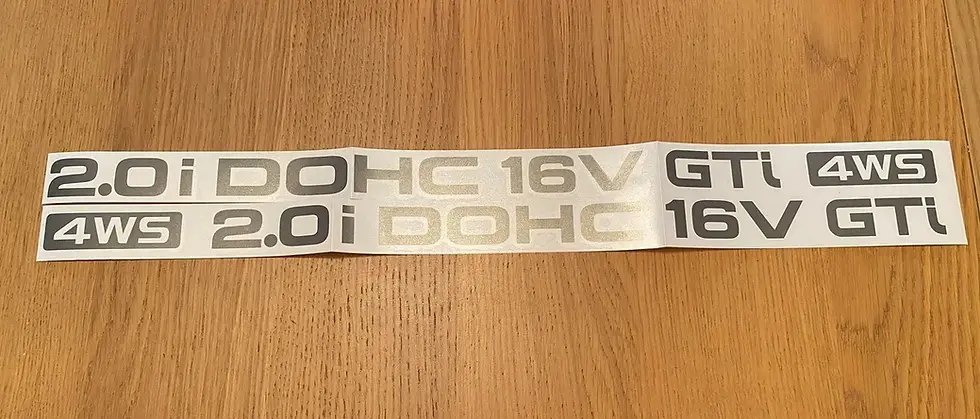 2.0i DOHC 16V GTi 4WS
4WS 2.0i DOHC 16V GTi